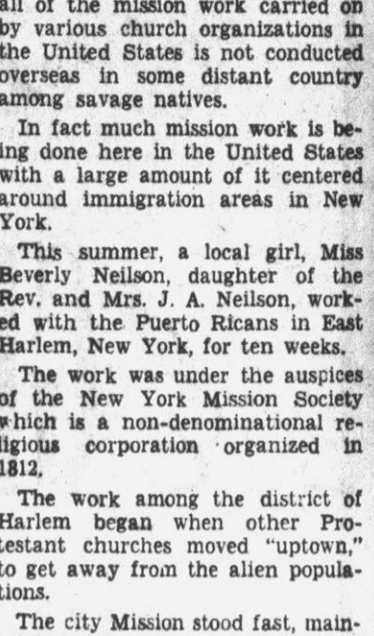 all of the mission work carried on
by various church organizations in
the United States is not conducted
overseas in some distant country
among savage natives.
In fact much mission work is be-
ing done here in the United States
with a large amount of it centered
around immigration areas in New
York.
This summer, a local girl, Miss
Beverly Neilson, daughter of the
Rev. and Mrs. J. A. Neilson, work-
ed with the Puerto Ricans in East
Harlem, New York, for ten weeks.
The work was under the auspices
of the New York Mission Society
which is a non-denominational re-
ligious corporation organized in
1812.
The work among the district of
Harlem began when other Pro-
testant churches moved "uptown,"
to get away from the alien popula-
tions.
The city Mission stood fast, main-